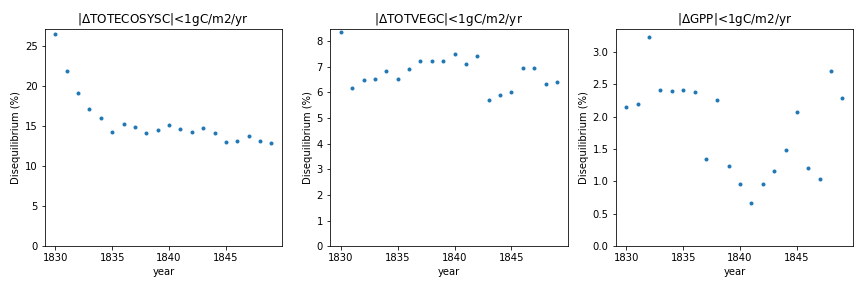 |ΔTOTECOSYSC|<1gC/m2/yr
Disequilibrium (%)
25
20
15
10
5
0
1830 1835 1840 1845
year
|ΔTOTVEGC|<1gC/m2/yr
Disequilibrium (%)
8
7
6
5
4
3
2
1
0
1830 1835 1840 1845
year
|ΔGPP|<1gC/m2/yr
Disequilibrium (%)
3.0
2.5
2.0
1.5
1.0
0.5
0.0
1830 1835 1840 1845
year